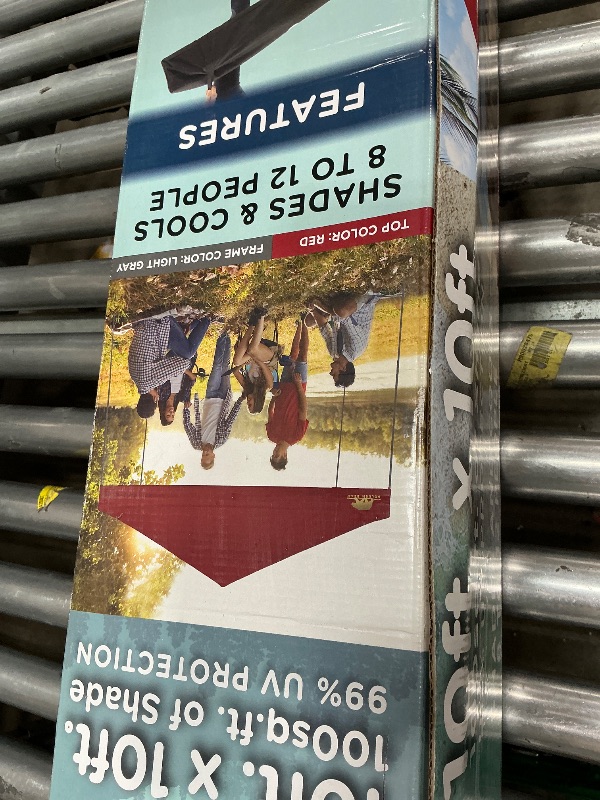 10ft. x 10ft.
100sq.ft. of Shade
99% UV PROTECTION
TOP COLOR: RED
FRAME COLOR: LIGHT GRAY
SHADES & COOLS
8 TO 12 PEOPLE
FEATURES
10ft x 10ft